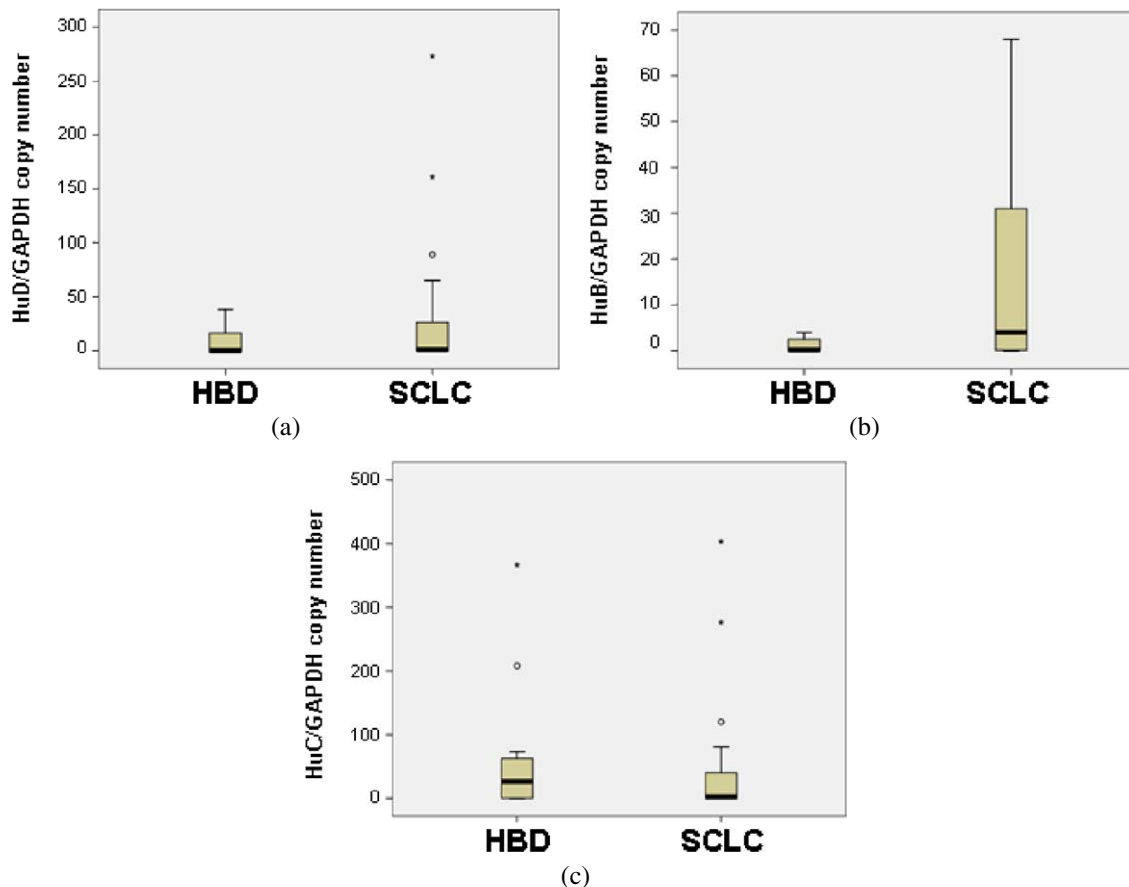 HuD/GAPDH copy number
300
250
200
150
100
50
0
HBD SCLC
(a)
HuB/GAPDH copy number
70
60
50
40
30
20
10
0
HBD SCLC
(b)
HuC/GAPDH copy number
500
400
300
200
100
0
HBD SCLC
(c)